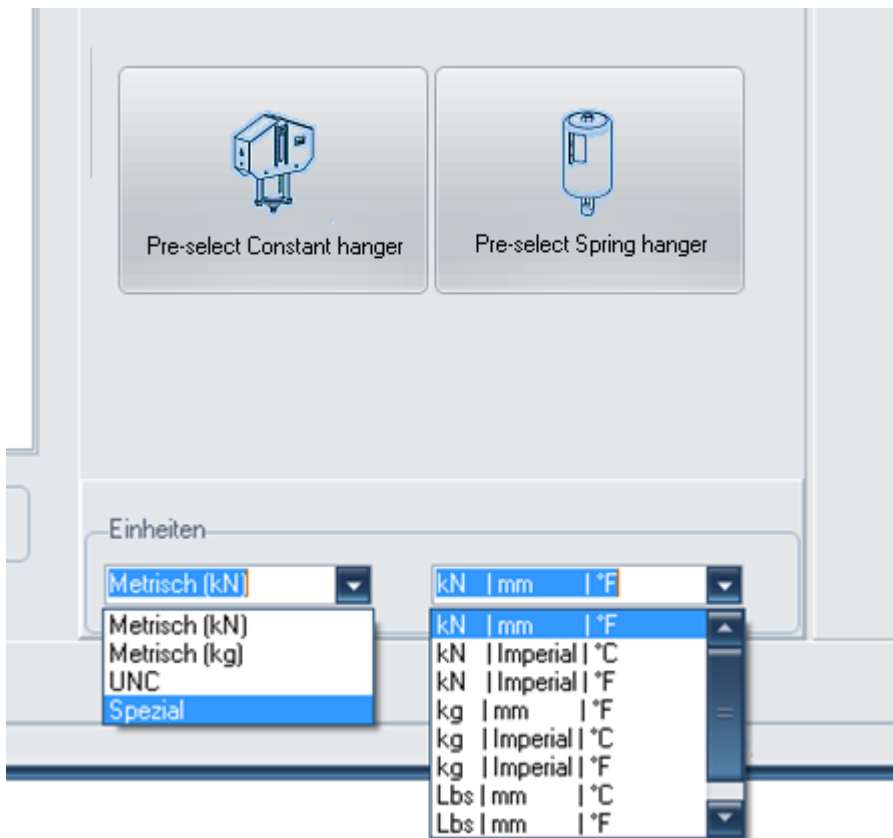 Pre-select Constant hanger
Pre-select Spring hanger
Einheiten
Metrisch (kN)
kN | mm | °F
Metrisch (kN)
Metrisch (kg)
UNC
Spezial
kN | mm | °F
kN | Imperial | °C
kN | Imperial | °F
kg | mm | °F
kg | Imperial | °C
kg | Imperial | °F
Lbs | mm | °C
Lbs | mm | °F